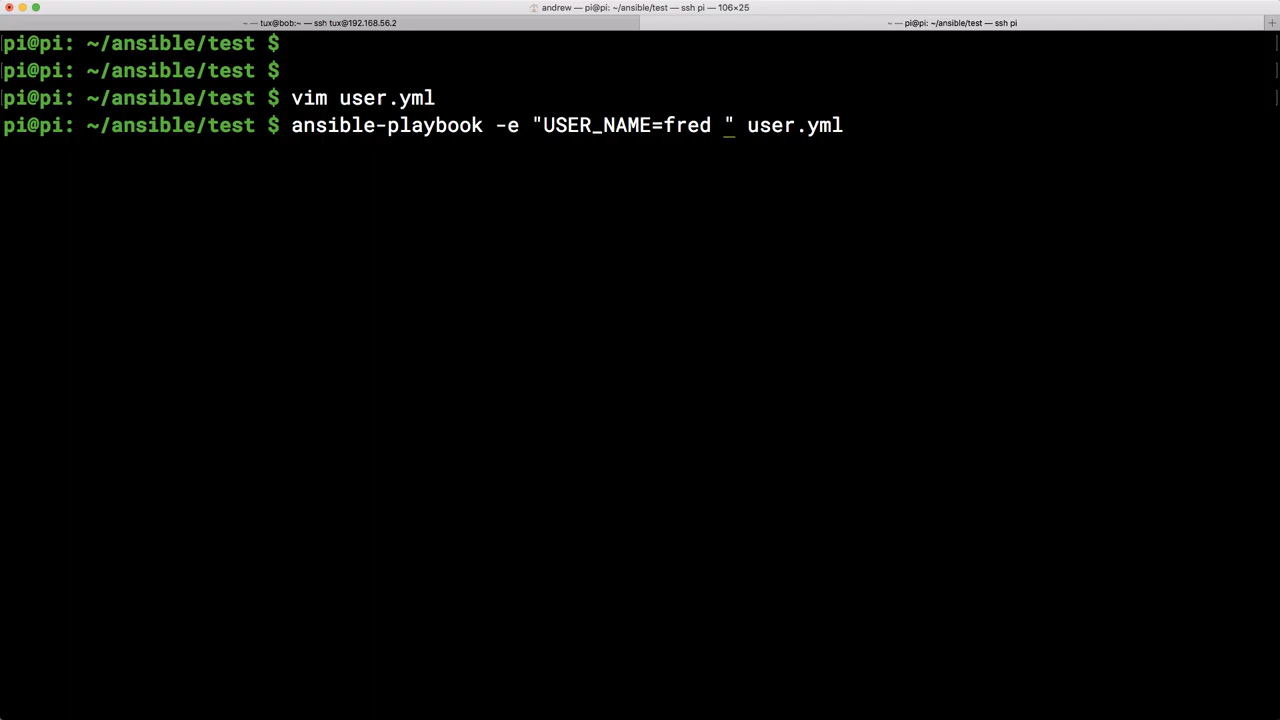 andrew — pi@pi: ~/ansible/test — ssh pi — 106×25
~ — tux@bob:~ — ssh tux@192.168.56.2
~ — pi@pi: ~/ansible/test — ssh pi
+
pi@pi: ~/ansible/test $
pi@pi: ~/ansible/test $
pi@pi: ~/ansible/test $ vim user.yml
pi@pi: ~/ansible/test $ ansible-playbook -e "USER_NAME=fred " user.yml